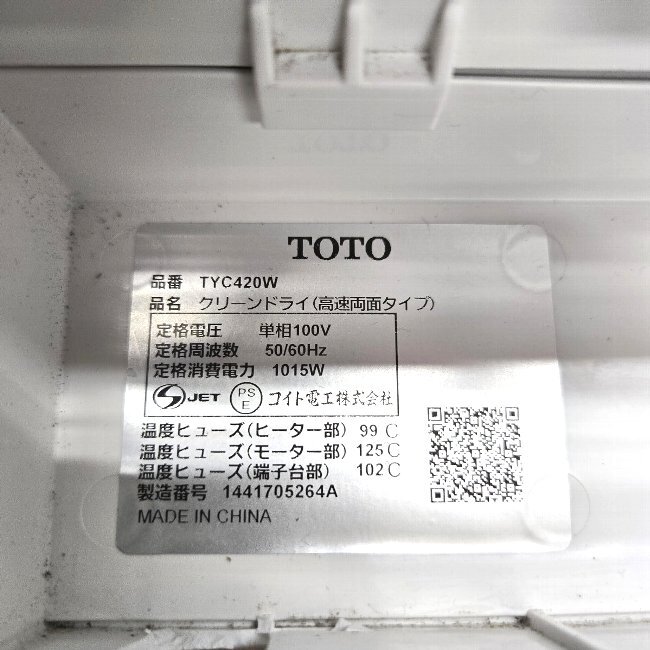 TOTO
品番 TYC420W
品名 クリーンドライ(高速両面タイプ)
定格電圧 単相100V
定格周波数 50/60Hz
定格消費電力 1015W
JET PSE コイト電工株式会社
温度ヒューズ(ヒーター部) 99 C
温度ヒューズ(モーター部) 125 C
温度ヒューズ(端子台部) 102 C
製造番号 1441705264A
MADE IN CHINA